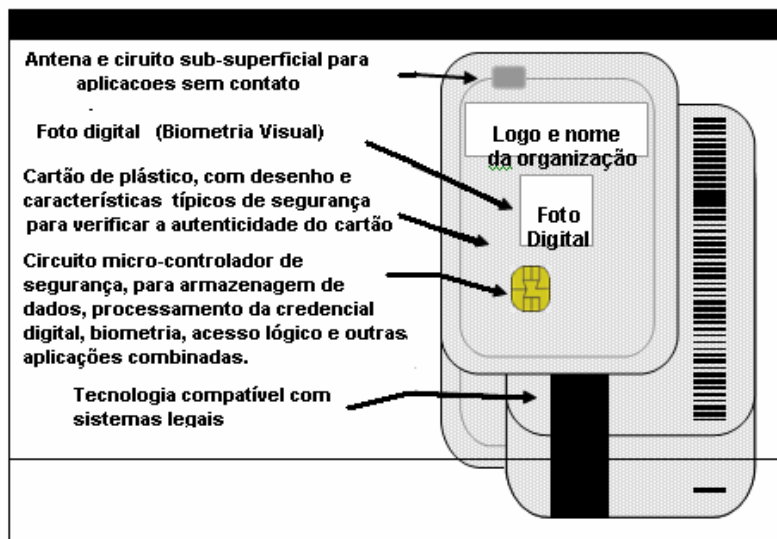 Antena e ciruito sub-superficial para
aplicacoes sem contato
Foto digital (Biometria Visual)
Cartão de plástico, com desenho e
características típicos de segurança
para verificar a autenticidade do cartão
Circuito micro-controlador de
segurança, para armazenagem de
dados, processamento da credencial
digital, biometria, acesso lógico e outras
aplicações combinadas.
Tecnologia compatível com
sistemas legais
Logo e nome
da organização
Foto
Digital